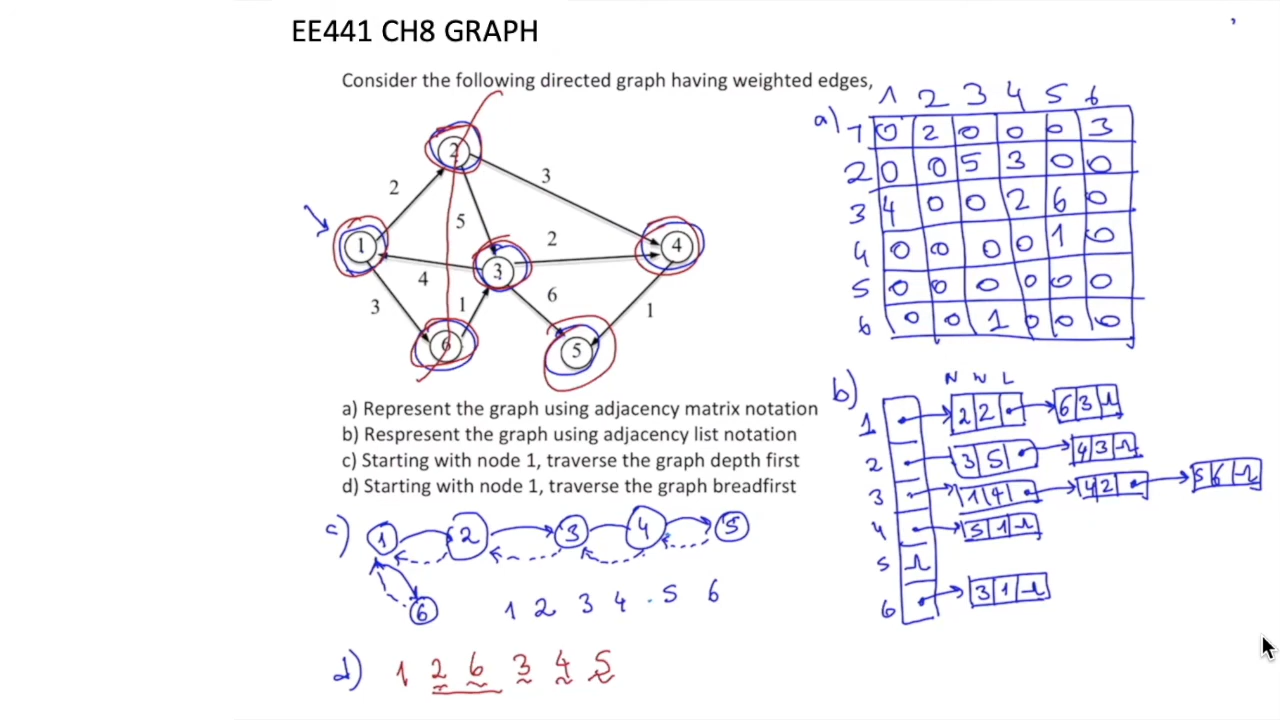 EE441 CH8 GRAPH
Consider the following directed graph having weighted edges,
2
2
3
5
1
3
2
4
4
3
1
6
1
6
5
a) Represent the graph using adjacency matrix notation
b) Respresent the graph using adjacency list notation
c) Starting with node 1, traverse the graph depth first
d) Starting with node 1, traverse the graph breadfirst
c) 1 2 3 4 5
6
1 2 3 4 5 6
d) 1 2 6 3 4 5
a) 1 2 3 4 5 6
1 0 2 0 0 0 3
2 0 0 5 3 0 0
3 4 0 0 2 6 0
4 0 0 0 0 1 0
5 0 0 0 0 0 0
6 0 0 1 0 0 0
b) N W L
1 2 2 6 3
2 3 5 4 3
3 1 4 4 2 5 6
4 5 1
5
6 3 1